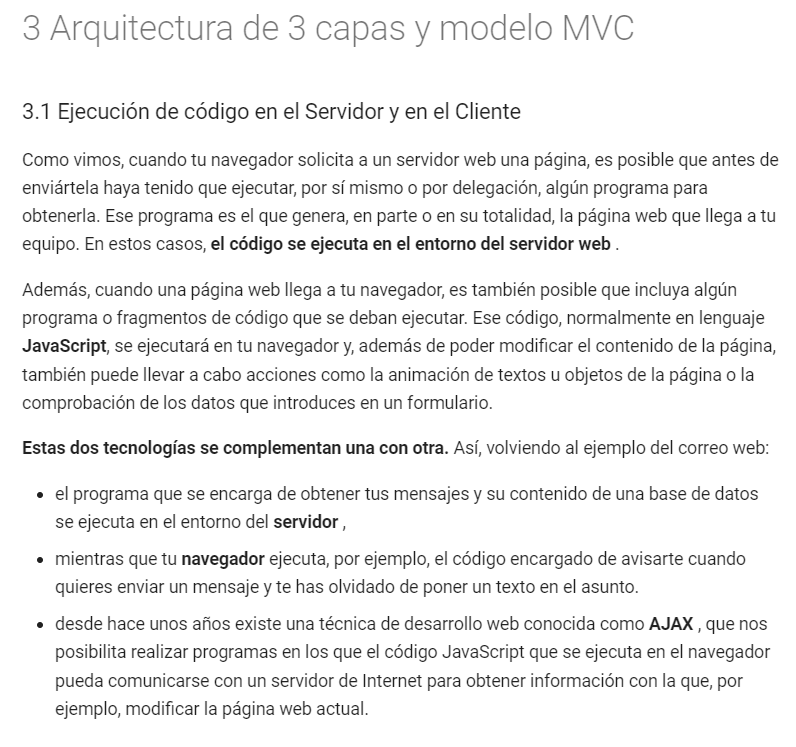 3 Arquitectura de 3 capas y modelo MVC
3.1 Ejecución de código en el Servidor y en el Cliente
Como vimos, cuando tu navegador solicita a un servidor web una página, es posible que antes de
enviártela haya tenido que ejecutar, por sí mismo o por delegación, algún programa para
obtenerla. Ese programa es el que genera, en parte o en su totalidad, la página web que llega a tu
equipo. En estos casos, el código se ejecuta en el entorno del servidor web .
Además, cuando una página web llega a tu navegador, es también posible que incluya algún
programa o fragmentos de código que se deban ejecutar. Ese código, normalmente en lenguaje
JavaScript, se ejecutará en tu navegador y, además de poder modificar el contenido de la página,
también puede llevar a cabo acciones como la animación de textos u objetos de la página o la
comprobación de los datos que introduces en un formulario.
Estas dos tecnologías se complementan una con otra. Así, volviendo al ejemplo del correo web:
• el programa que se encarga de obtener tus mensajes y su contenido de una base de datos
se ejecuta en el entorno del servidor ,
• mientras que tu navegador ejecuta, por ejemplo, el código encargado de avisarte cuando
quieres enviar un mensaje y te has olvidado de poner un texto en el asunto.
• desde hace unos años existe una técnica de desarrollo web conocida como AJAX , que nos
posibilita realizar programas en los que el código JavaScript que se ejecuta en el navegador
pueda comunicarse con un servidor de Internet para obtener información con la que, por
ejemplo, modificar la página web actual.